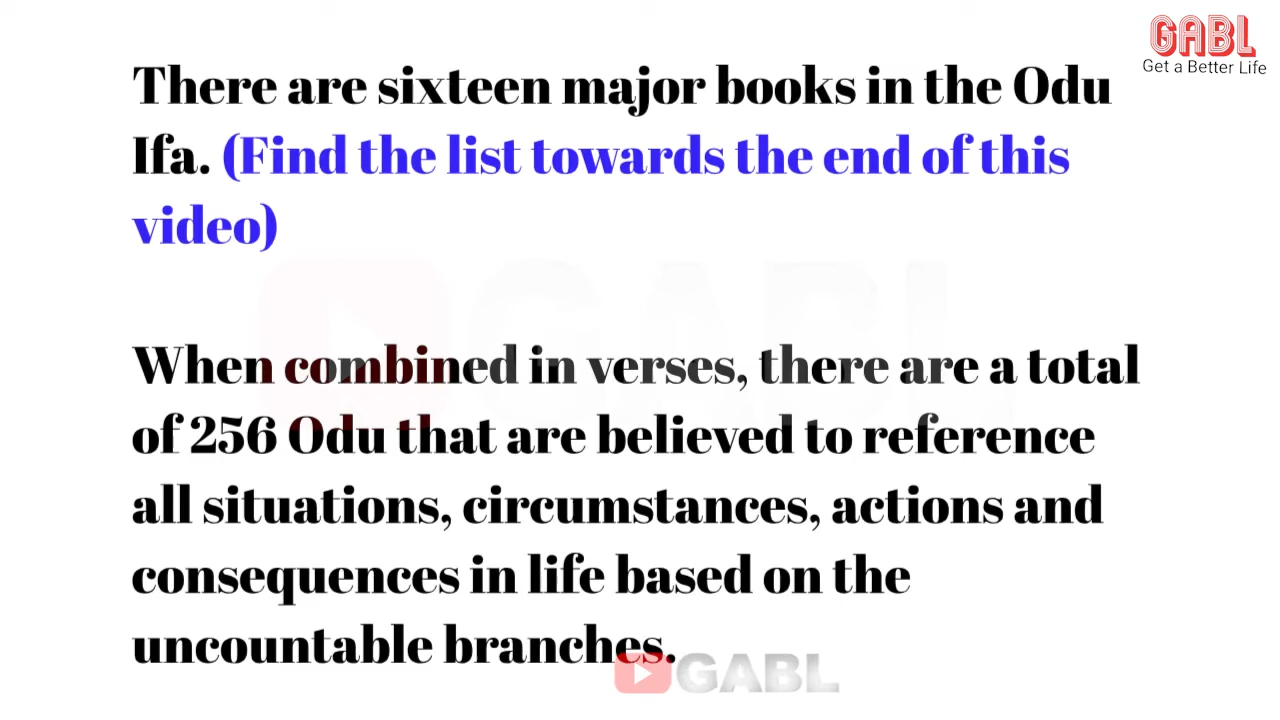 GABL
Get a Better Life
There are sixteen major books in the Odu
Ifa. (Find the list towards the end of this
video)
GABL
When combined in verses, there are a total
of 256 Odu that are believed to reference
all situations, circumstances, actions and
consequences in life based on the
uncountable branches.
GABL